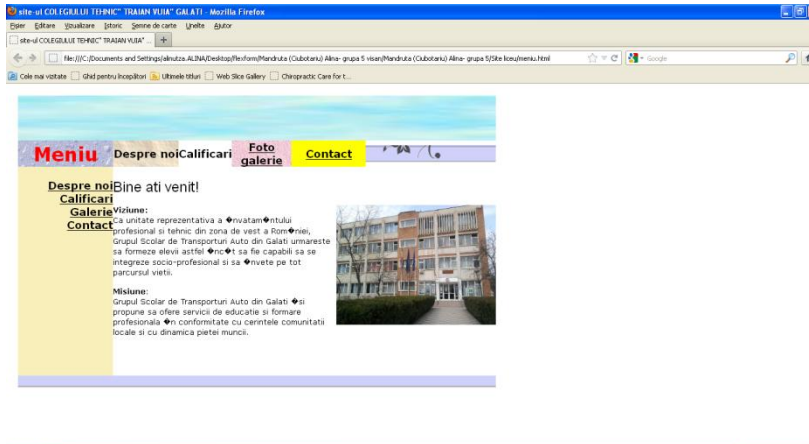 site-ul COLEGIULUI TEHNIC" TRAIAN VUIA" GALATI - Mozilla Firefox
Fișier Editare Vizualizare Istoric Semne de carte Unelte Ajutor
site-ul COLEGIULUI TEHNIC" TRAIAN VUIA" ... +
file:///C:/Documents and Settings/alinutza.ALINA/Desktop/flexform/Mandruta (Ciubotariu) Alina- grupa 5 visan/Mandruta (Ciubotariu) Alina- grupa 5/Site liceu/meniu.html Google
Cele mai vizitate Ghid pentru începători Ultimele titluri Web Slice Gallery Chiropractic Care for t...
Meniu Despre noi Calificari Foto galerie Contact
Despre noi
Calificari
Galerie
Contact
Bine ati venit!
Viziune:
Ca unitate reprezentativa a �nvatam�ntului
profesional si tehnic din zona de vest a Rom�niei,
Grupul Scolar de Transporturi Auto din Galati urmareste
sa formeze elevii astfel �nc�t sa fie capabili sa se
integreze socio-profesional si sa �nvete pe tot
parcursul vietii.
Misiune:
Grupul Scolar de Transporturi Auto din Galati �si
propune sa ofere servicii de educatie si formare
profesionala �n conformitate cu cerintele comunitatii
locale si cu dinamica pietei muncii.